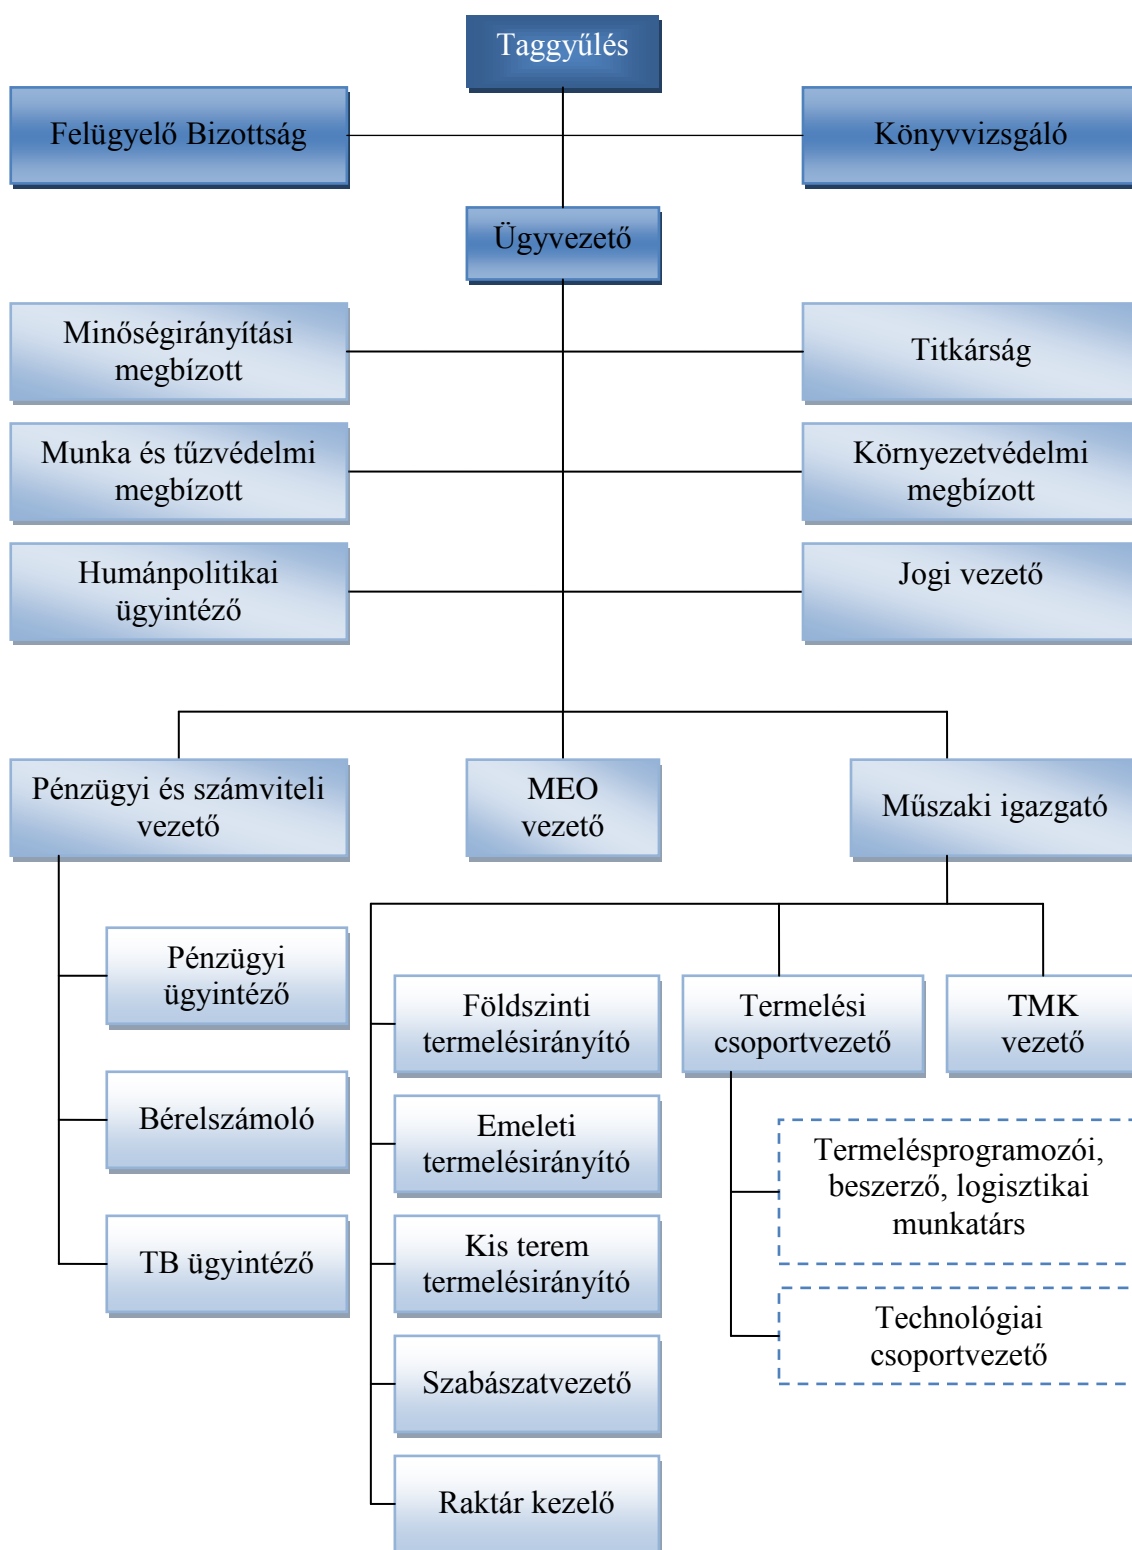 Taggyűlés
Felügyelő Bizottság
Könyvvizsgáló
Ügyvezető
Minőségirányítási
megbízott
Titkárság
Munka és tűzvédelmi
megbízott
Környezetvédelmi
megbízott
Humánpolitikai
ügyintéző
Jogi vezető
Pénzügyi és számviteli
vezető
MEO
vezető
Műszaki igazgató
Pénzügyi
ügyintéző
Bérelszámoló
TB ügyintéző
Földszinti
termelésirányító
Emeleti
termelésirányító
Kis terem
termelésirányító
Szabászatvezető
Raktár kezelő
Termelési
csoportvezető
TMK
vezető
Termelésprogramozói,
beszerző, logisztikai
munkatárs
Technológiai
csoportvezető